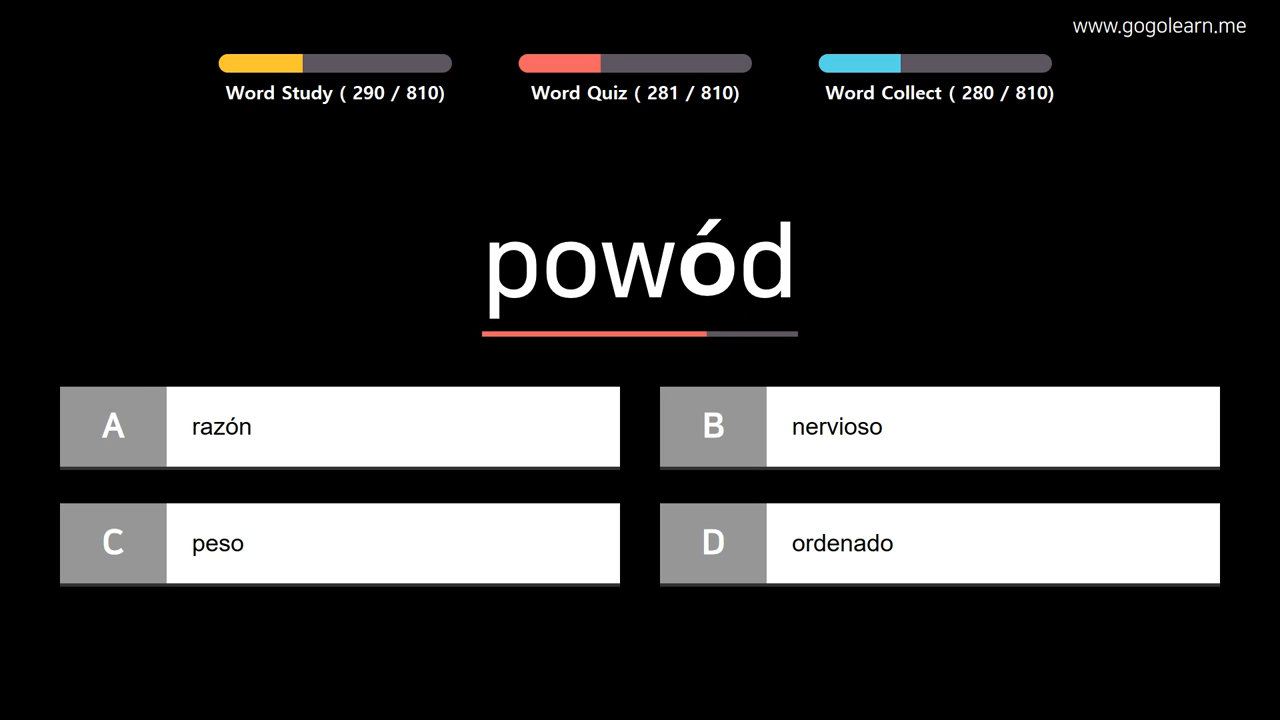 www.gogolearn.me
Word Study ( 290 / 810)
Word Quiz ( 281 / 810)
Word Collect ( 280 / 810)
powód
A
razón
B
nervioso
C
peso
D
ordenado